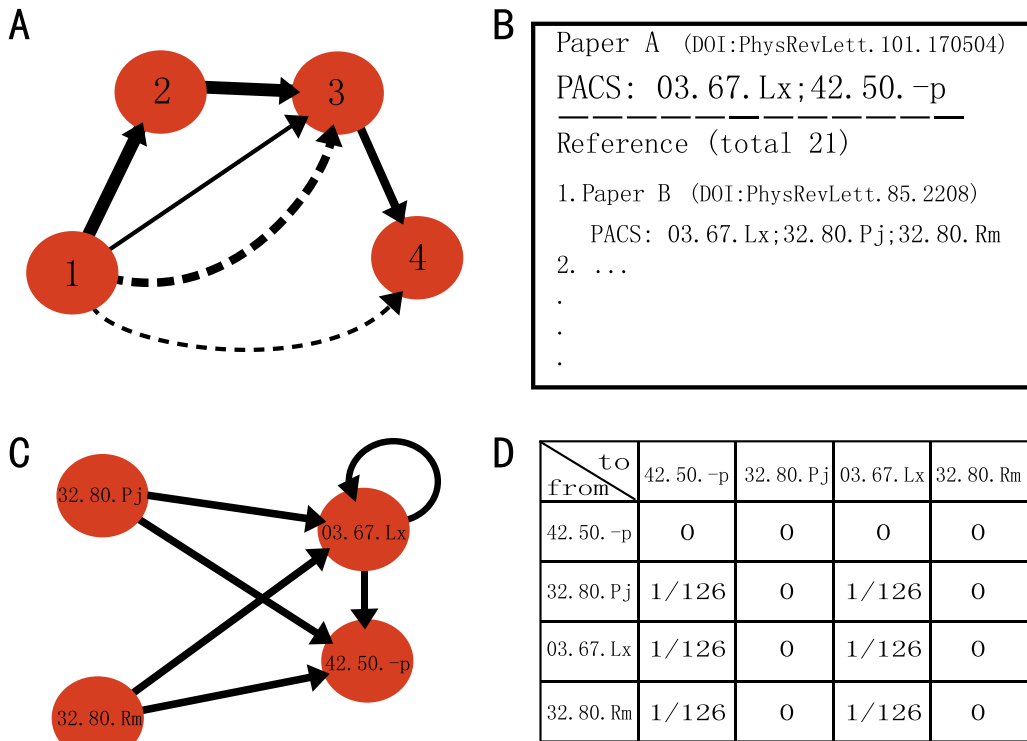 A
1
2
3
4
B
Paper A (DOI:PhysRevLett.101.170504)
PACS: 03.67.Lx;42.50.-p
Reference (total 21)
1. Paper B (DOI:PhysRevLett.85.2208)
PACS: 03.67.Lx;32.80.Pj;32.80.Rm
2. ...
.
.
.
C
32.80.Pj
03.67.Lx
42.50.-p
32.80.Rm
D
to
from
42.50.-p 32.80.Pj 03.67.Lx 32.80.Rm
42.50.-p 0 0 0 0
32.80.Pj 1/126 0 1/126 0
03.67.Lx 1/126 0 1/126 0
32.80.Rm 1/126 0 1/126 0